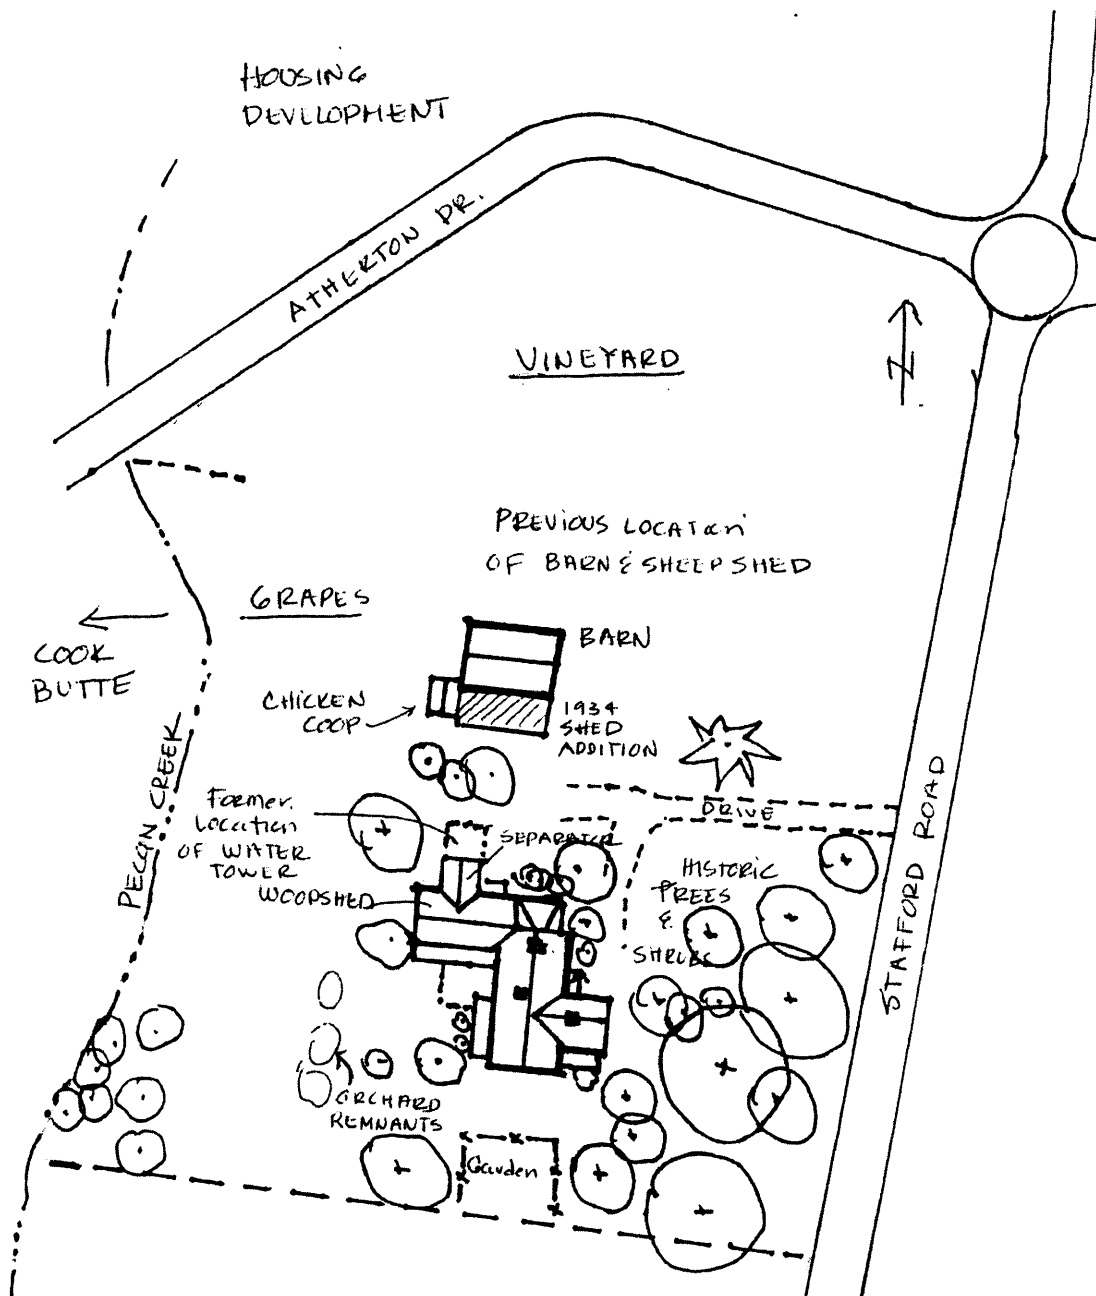 HOUSING
DEVELOPMENT
ATHERTON DR.
VINEYARD
N
PREVIOUS LOCATION
OF BARN & SHEEP SHED
GRAPES
COOK
BUTTE
BARN
CHICKEN
COOP
1934
SHED
ADDITION
PECAN CREEK
Former
Location
OF WATER
TOWER
SEPARATOR
WOODSHED
DRIVE
HISTORIC
TREES
&
SHRUBS
STAFFORD ROAD
ORCHARD
REMNANTS
Garden